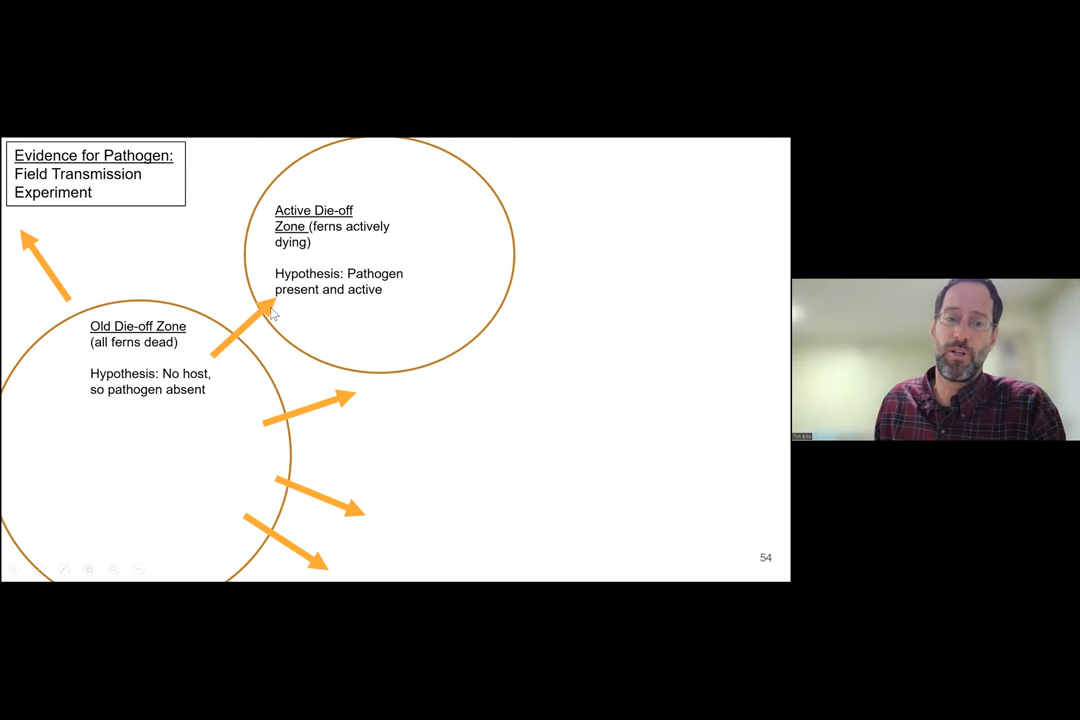 Evidence for Pathogen:
Field Transmission
Experiment
Active Die-off
Zone (ferns actively
dying)
Hypothesis: Pathogen
present and active
Old Die-off Zone
(all ferns dead)
Hypothesis: No host,
so pathogen absent
54